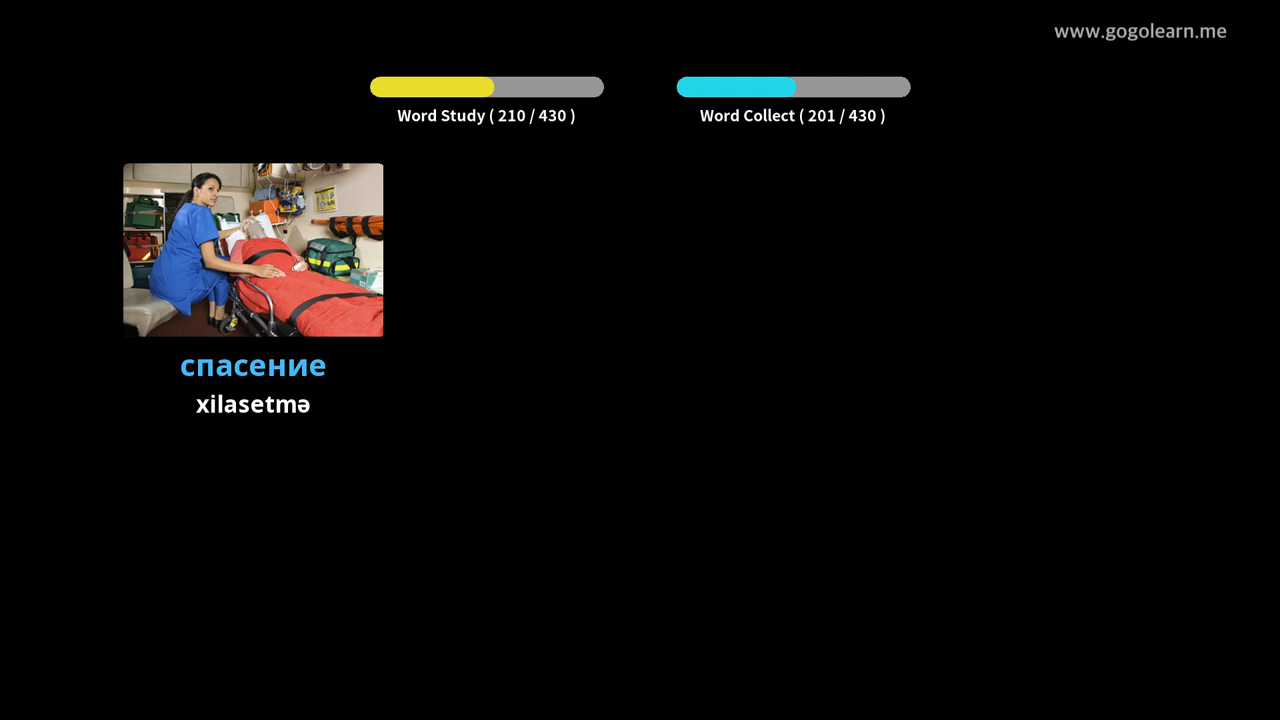 www.gogolearn.me
Word Study ( 210 / 430 )
Word Collect ( 201 / 430 )
спасение
xilasetmə